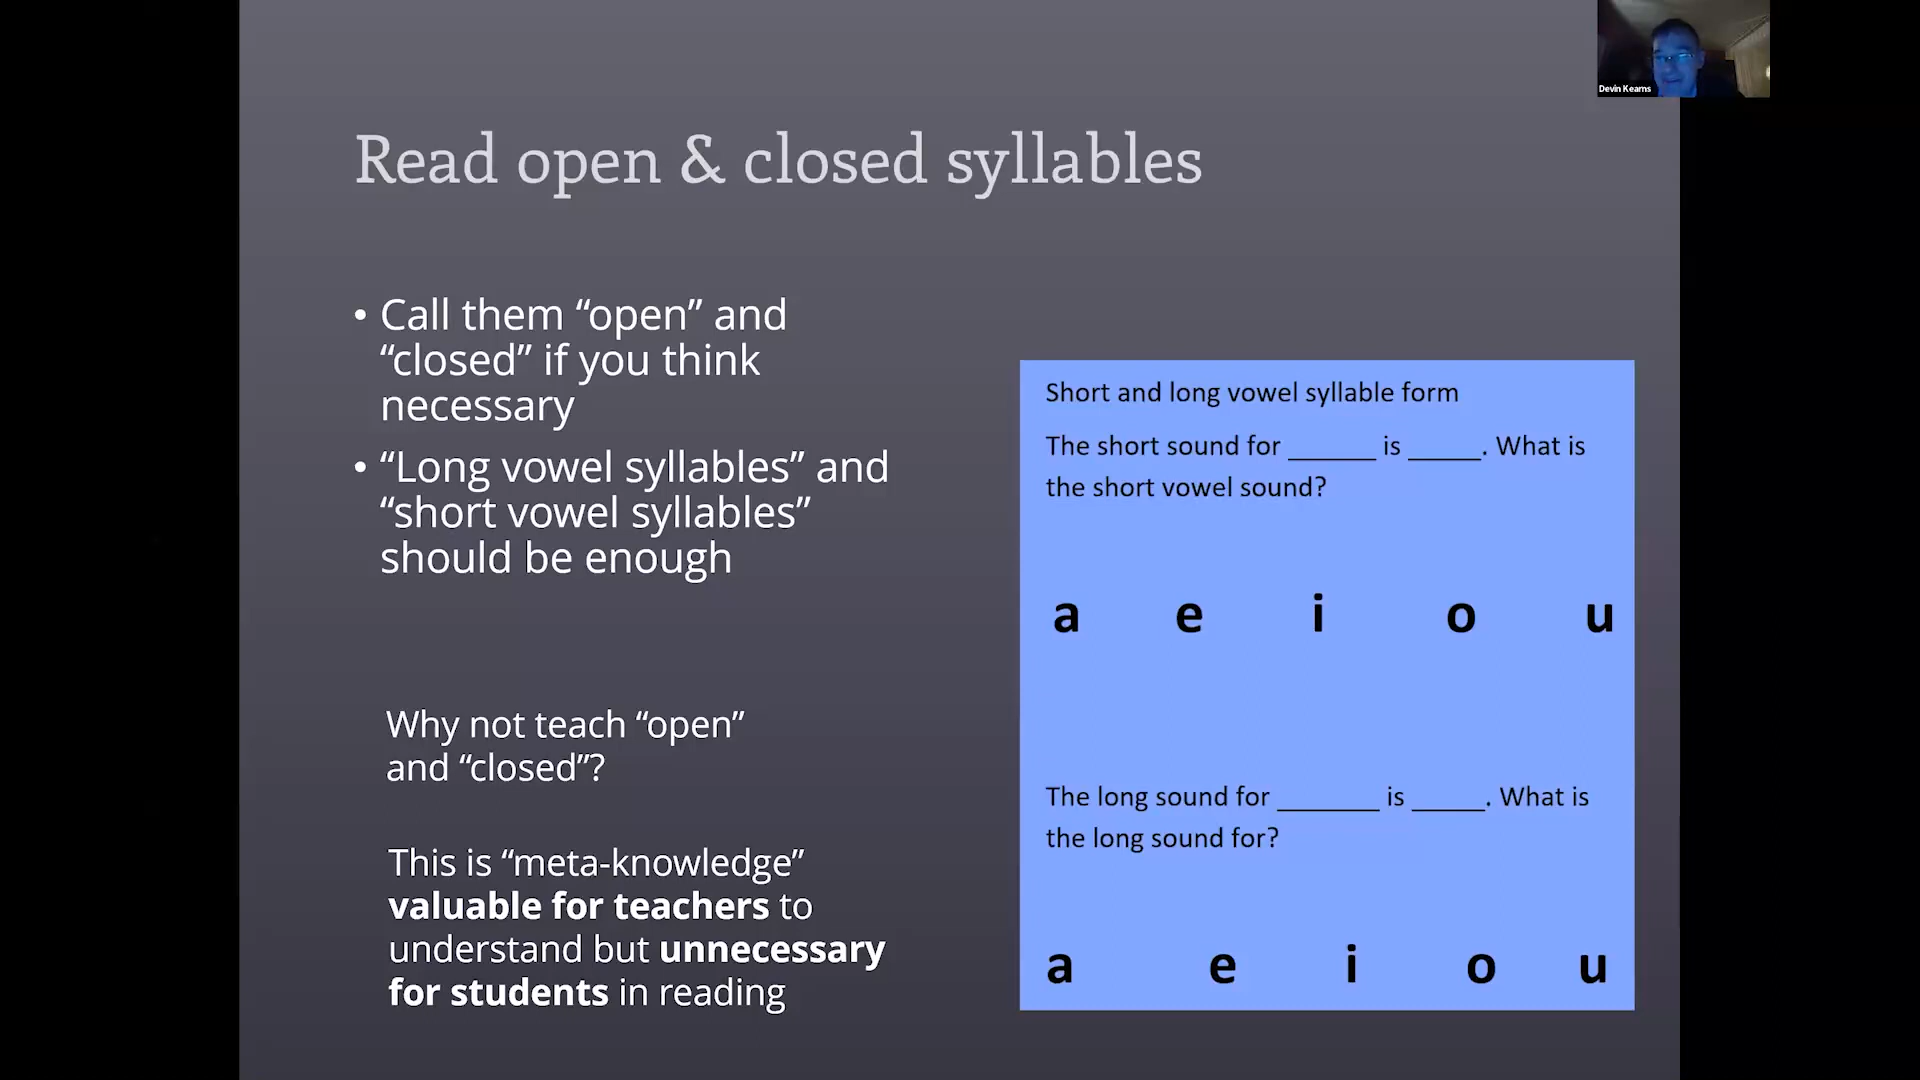 Devin Kearns
Read open & closed syllables
• Call them “open” and
“closed” if you think
necessary
• “Long vowel syllables” and
“short vowel syllables”
should be enough
Why not teach “open”
and “closed”?
This is “meta-knowledge”
valuable for teachers to
understand but unnecessary
for students in reading
Short and long vowel syllable form
The short sound for ______ is _____. What is
the short vowel sound?
a e i o u
The long sound for _______ is _____. What is
the long sound for?
a e i o u